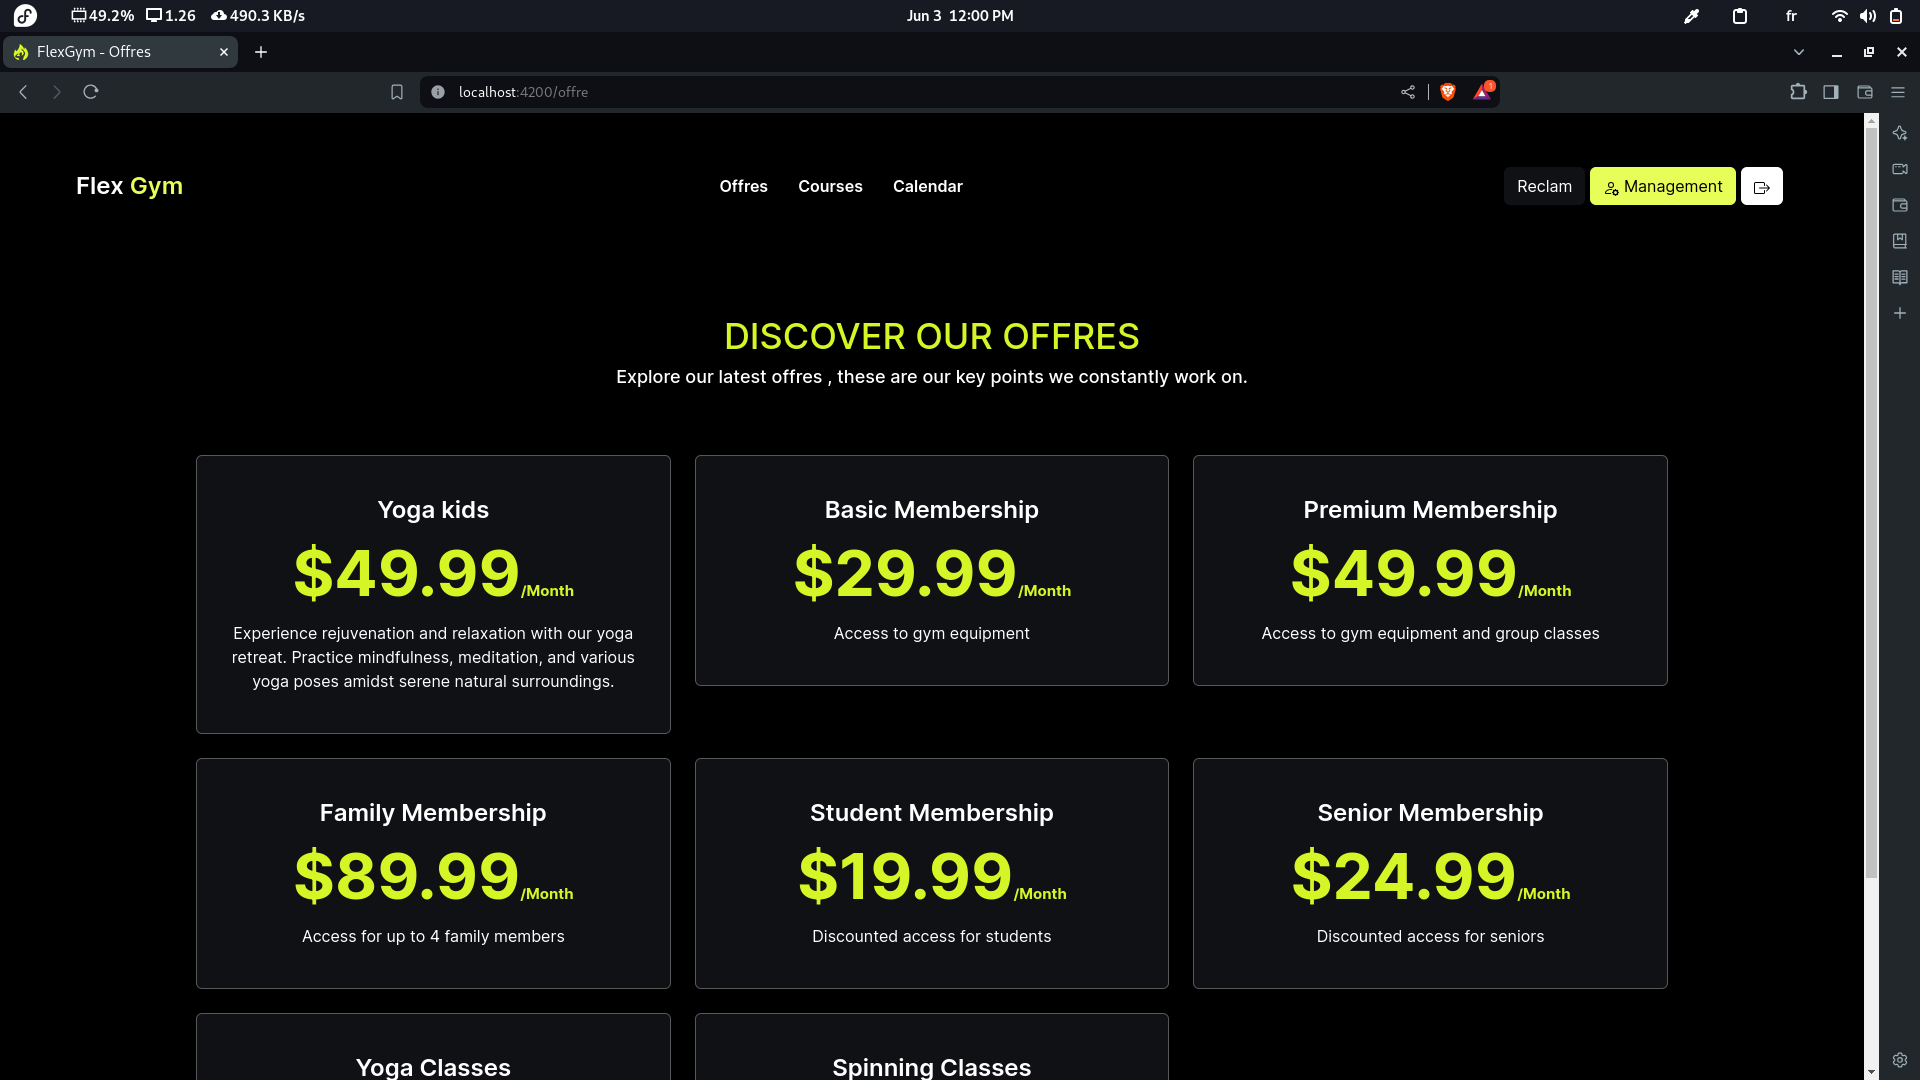 49.2% 1.26 490.3 KB/s Jun 3 12:00 PM fr
FlexGym - Offres
localhost:4200/offre
1
Flex Gym Offres Courses Calendar Reclam Management
DISCOVER OUR OFFRES
Explore our latest offres , these are our key points we constantly work on.
Yoga kids
$49.99/Month
Experience rejuvenation and relaxation with our yoga
retreat. Practice mindfulness, meditation, and various
yoga poses amidst serene natural surroundings.
Basic Membership
$29.99/Month
Access to gym equipment
Premium Membership
$49.99/Month
Access to gym equipment and group classes
Family Membership
$89.99/Month
Access for up to 4 family members
Student Membership
$19.99/Month
Discounted access for students
Senior Membership
$24.99/Month
Discounted access for seniors
Yoga Classes
Spinning Classes